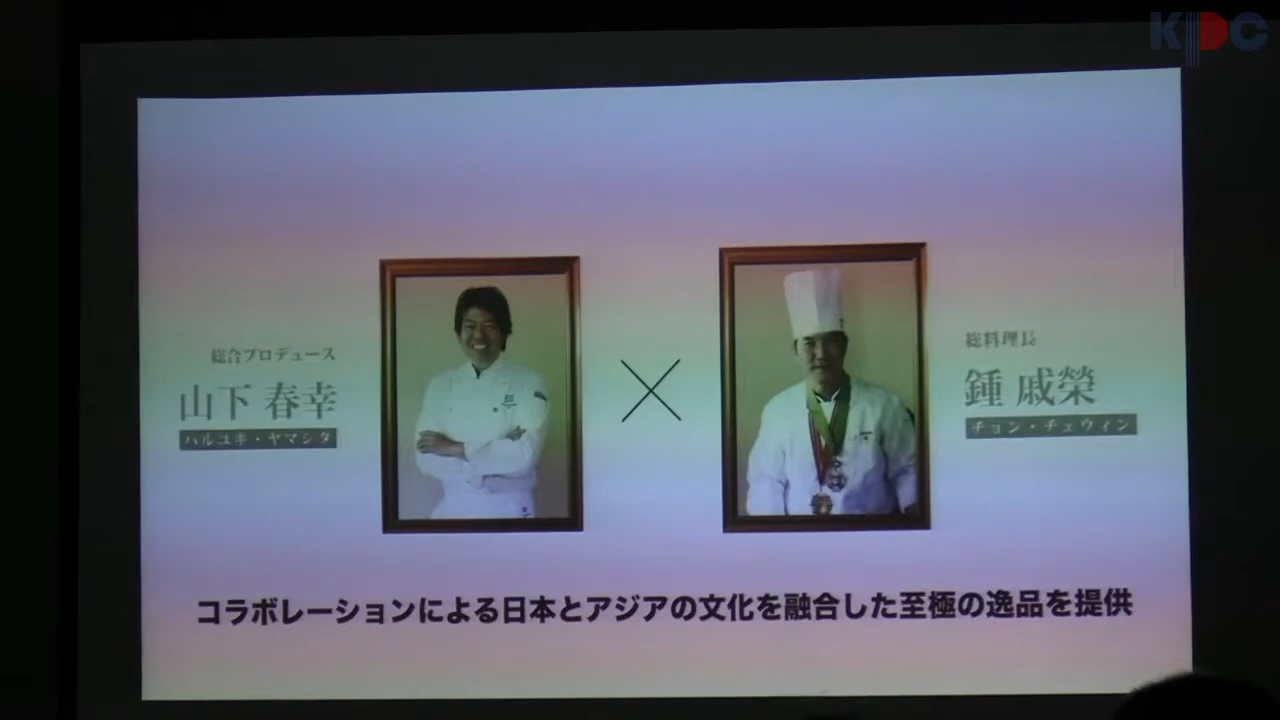 KPC
総合プロデュース
山下 春幸
ハルユキ・ヤマシタ
総料理長
鍾 戚榮
チョン・チェウィン
コラボレーションによる日本とアジアの文化を融合した至極の逸品を提供